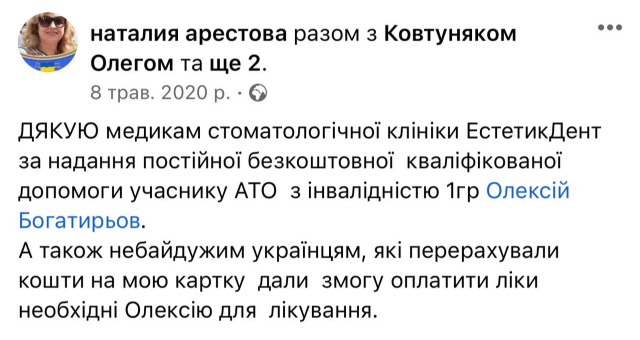 наталия арестова разом з Ковтуняком
Олегом та ще 2.
8 трав. 2020 р. ·
ДЯКУЮ медикам стоматологічної клініки ЕстетикДент
за надання постійної безкоштовної кваліфікованої
допомоги учаснику АТО з інвалідністю 1гр Олексій
Богатирьов.
А також небайдужим українцям, які перерахували
кошти на мою картку дали змогу оплатити ліки
необхідні Олексію для лікування.